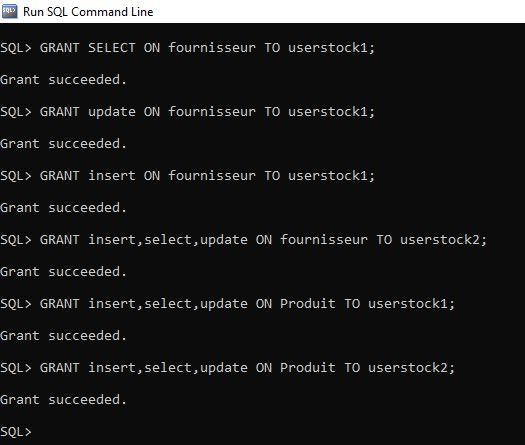 Run SQL Command Line
SQL> GRANT SELECT ON fournisseur TO userstock1;
Grant succeeded.
SQL> GRANT update ON fournisseur TO userstock1;
Grant succeeded.
SQL> GRANT insert ON fournisseur TO userstock1;
Grant succeeded.
SQL> GRANT insert,select,update ON fournisseur TO userstock2;
Grant succeeded.
SQL> GRANT insert,select,update ON Produit TO userstock1;
Grant succeeded.
SQL> GRANT insert,select,update ON Produit TO userstock2;
Grant succeeded.
SQL>